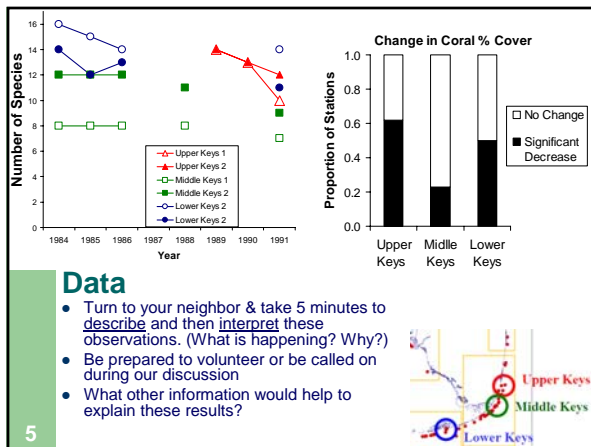 Number of Species
18
16
14
12
10
8
6
4
2
0
Upper Keys 1
Upper Keys 2
Middle Keys 1
Middle Keys 2
Lower Keys 2
Lower Keys 2
1984 1985 1986 1987 1988 1989 1990 1991
Year
Change in Coral % Cover
Proportion of Stations
1.0
0.8
0.6
0.4
0.2
0.0
No Change
Significant
Decrease
Upper Midlle Lower
Keys Keys Keys
Data
• Turn to your neighbor & take 5 minutes to
describe and then interpret these
observations. (What is happening? Why?)
• Be prepared to volunteer or be called on
during our discussion
• What other information would help to
explain these results?
Upper Keys
Middle Keys
Lower Keys
5